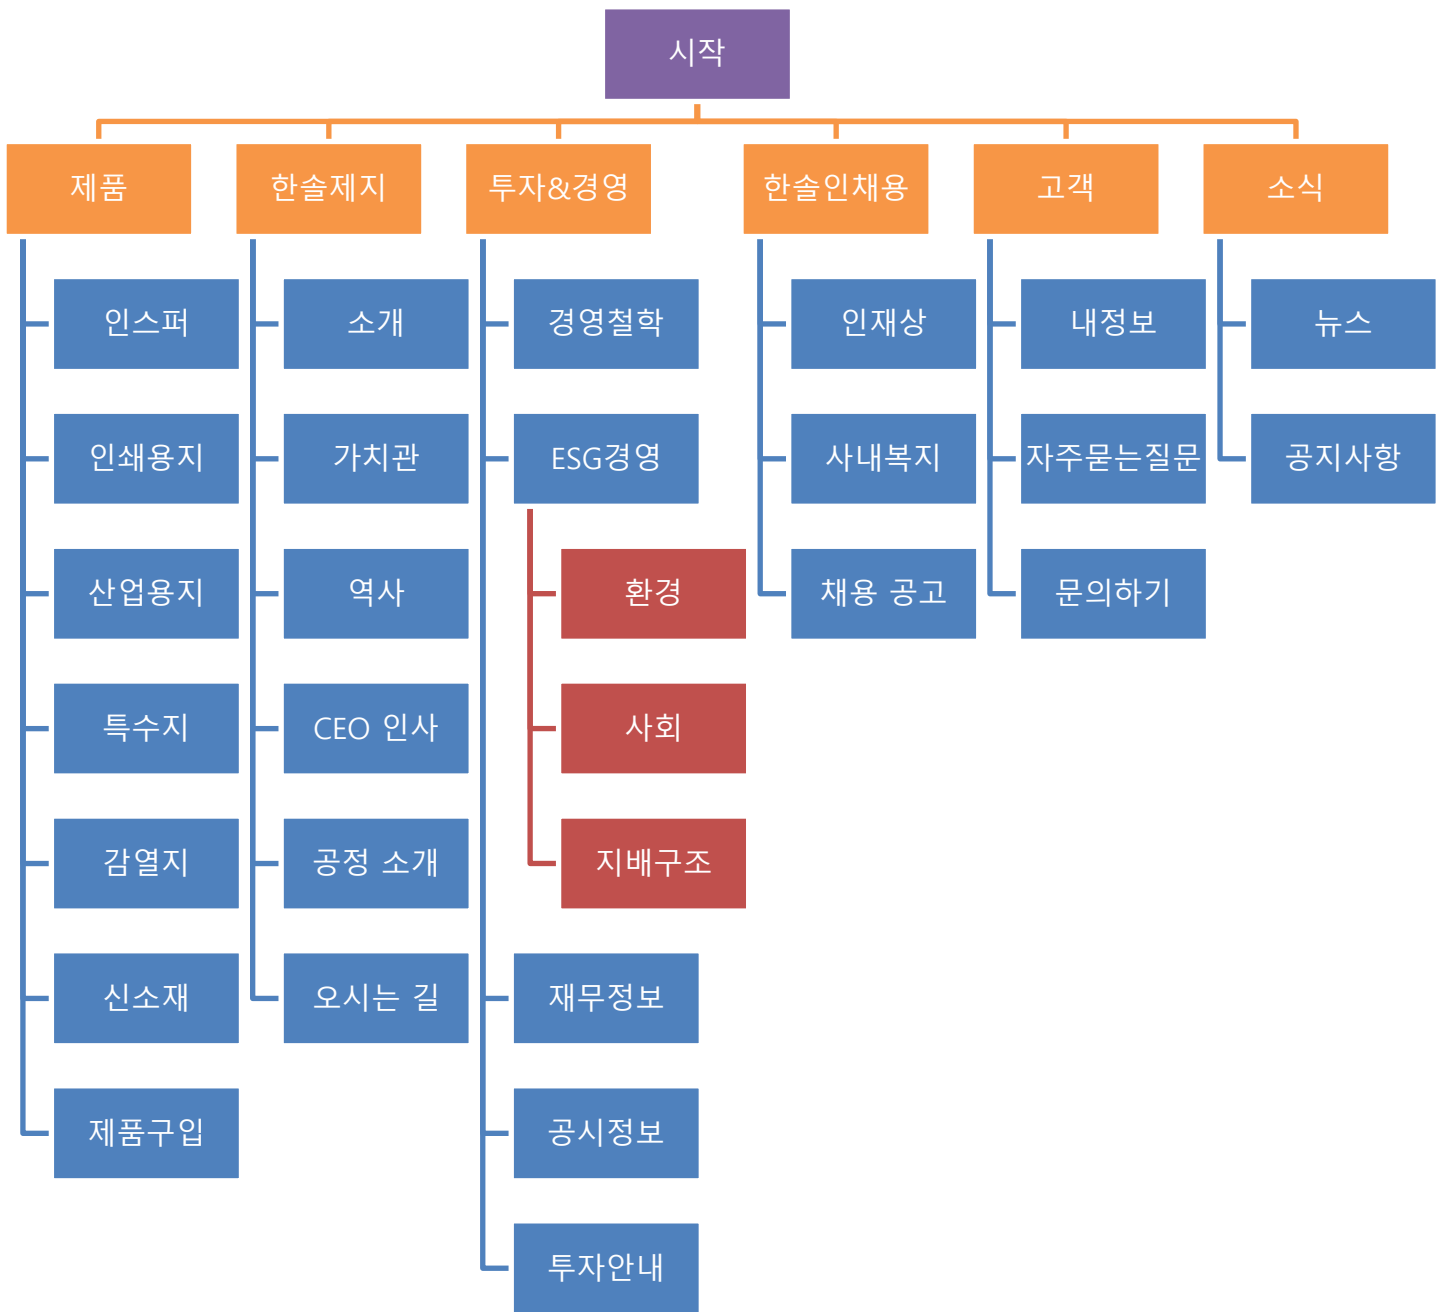 시작
제품
한솔제지
투자&경영
한솔인채용
고객
소식
인스퍼
인쇄용지
산업용지
특수지
감열지
신소재
제품구입
소개
가치관
역사
CEO 인사
공정 소개
오시는 길
경영철학
ESG경영
환경
사회
지배구조
재무정보
공시정보
투자안내
인재상
사내복지
채용 공고
내정보
자주묻는질문
문의하기
뉴스
공지사항